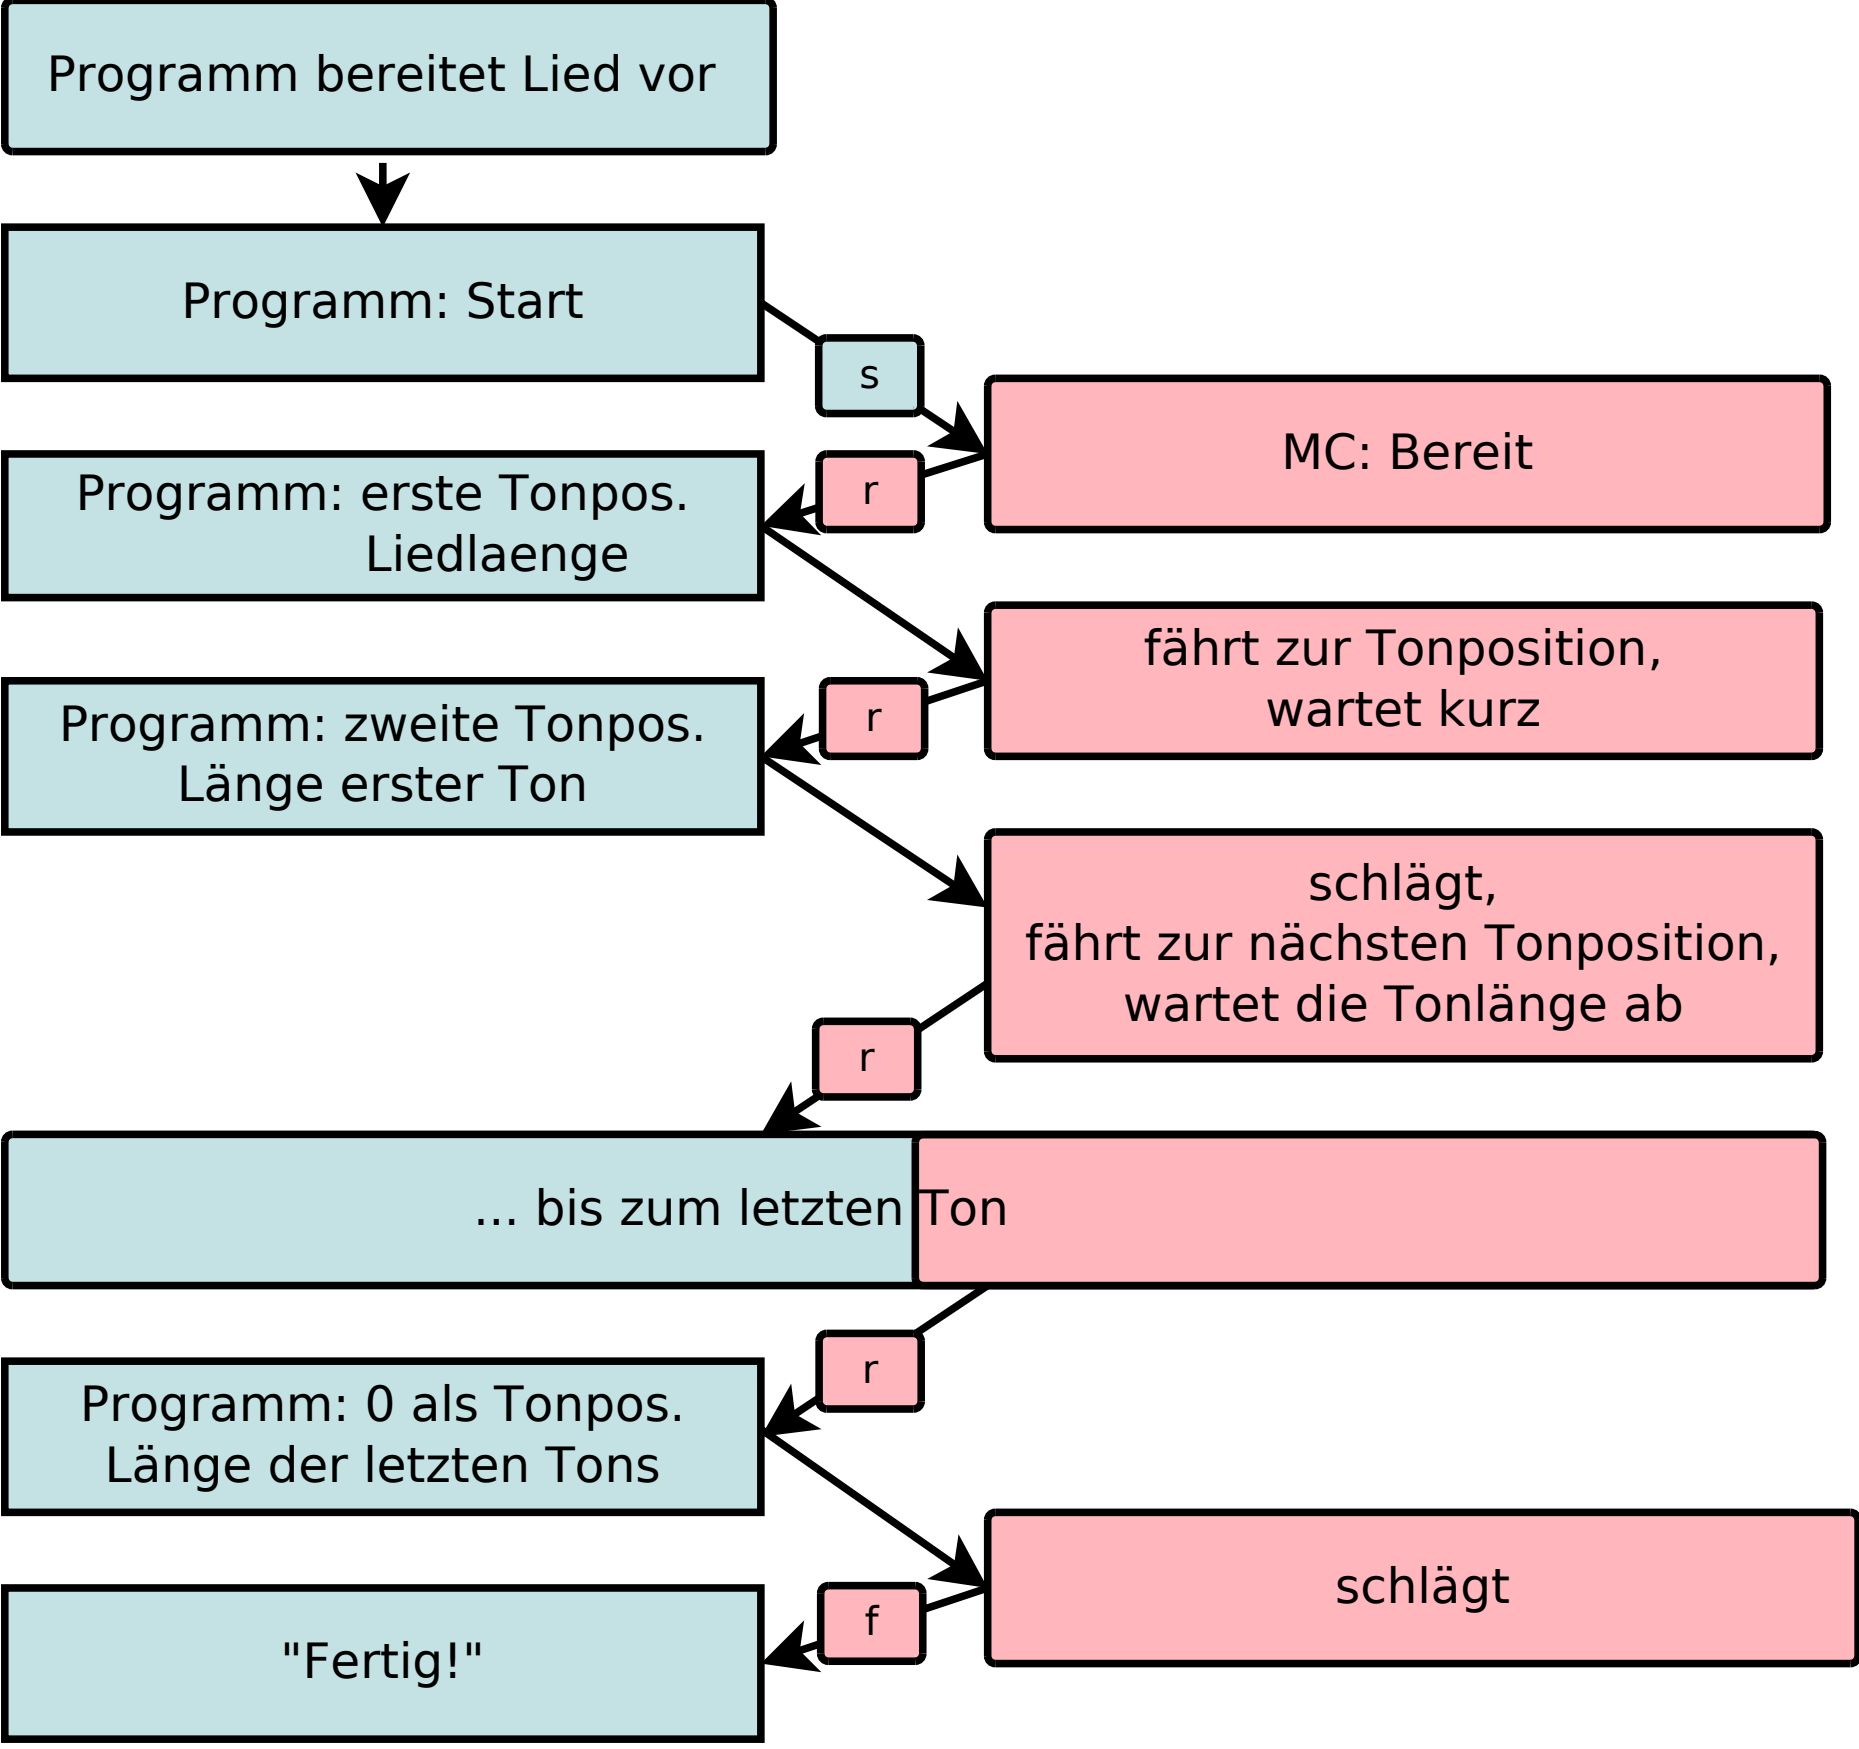 Programm bereitet Lied vor
Programm: Start
s
MC: Bereit
r
Programm: erste Tonpos.
Liedlaenge
fährt zur Tonposition,
wartet kurz
r
Programm: zweite Tonpos.
Länge erster Ton
schlägt,
fährt zur nächsten Tonposition,
wartet die Tonlänge ab
r
... bis zum letzten Ton
r
Programm: 0 als Tonpos.
Länge der letzten Tons
schlägt
f
"Fertig!"